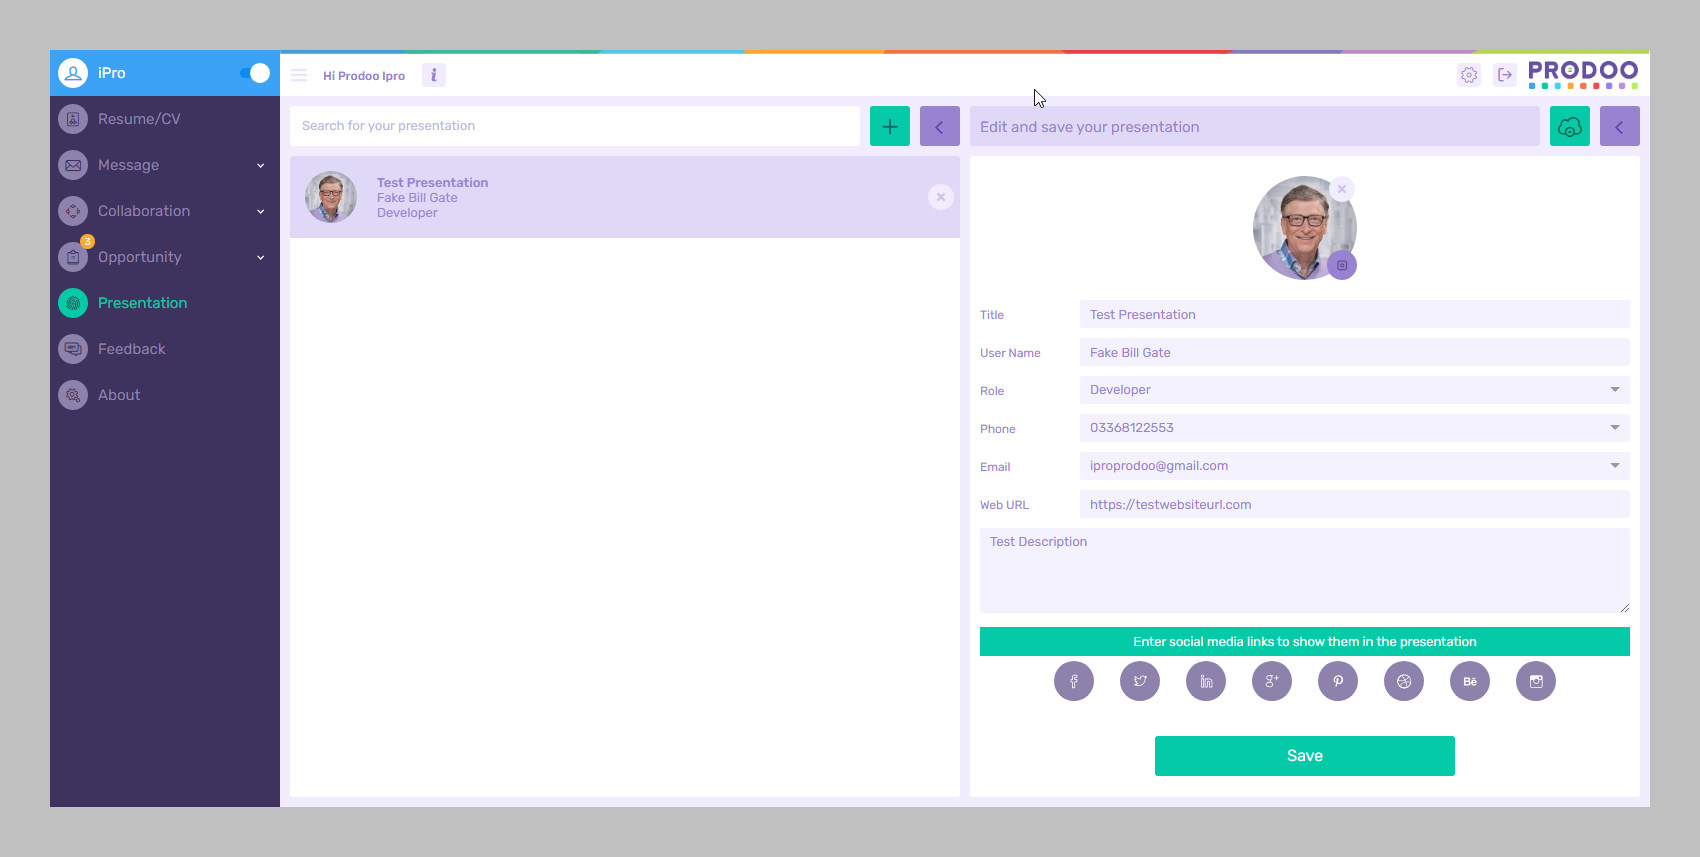 iPro
Hi Prodoo Ipro
i
PRODOO
Resume/CV
Message
Collaboration
3
Opportunity
Presentation
Feedback
About
Search for your presentation
Test Presentation
Fake Bill Gate
Developer
Edit and save your presentation
Title
Test Presentation
User Name
Fake Bill Gate
Role
Developer
Phone
03368122553
Email
iproprodoo@gmail.com
Web URL
https://testwebsiteurl.com
Test Description
Enter social media links to show them in the presentation
Save